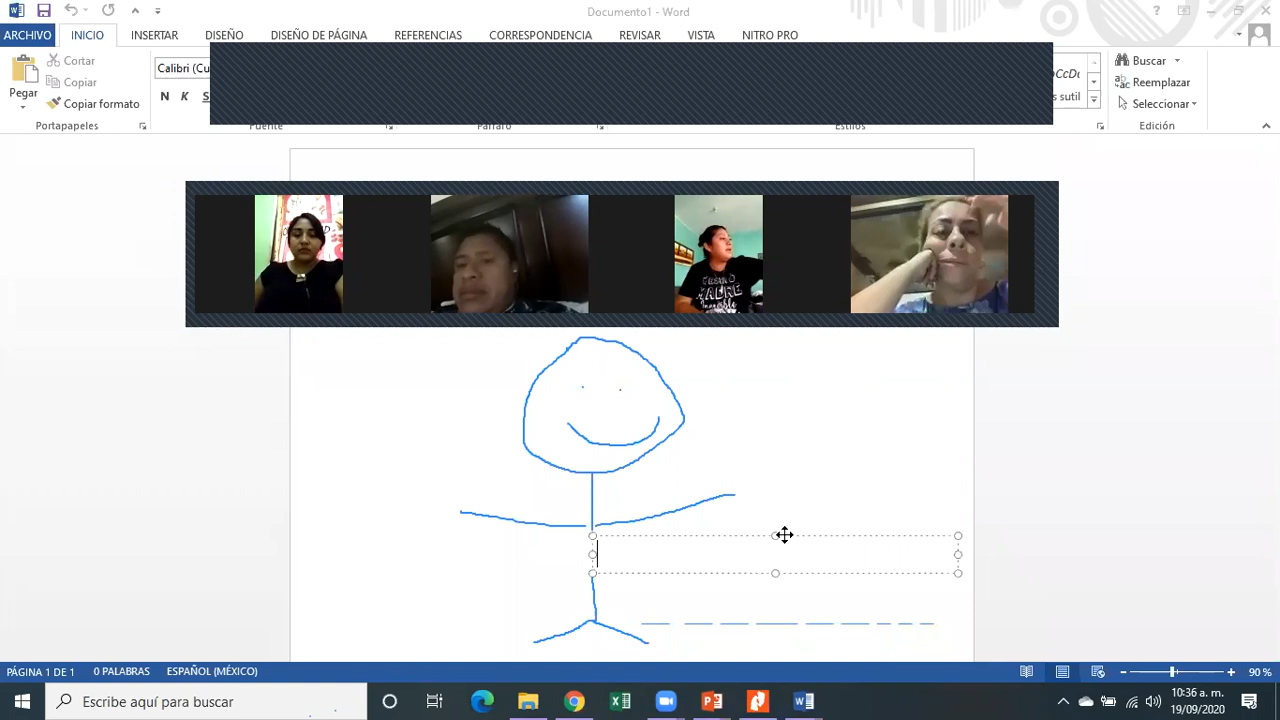 Documento1 - Word
ARCHIVO INICIO INSERTAR DISEÑO DISEÑO DE PÁGINA REFERENCIAS CORRESPONDENCIA REVISAR VISTA NITRO PRO
Pegar
Cortar
Copiar
Copiar formato
Portapapeles
Calibri (Cu
N K S
Fuente
Párrafo
Estilos
sutil
Buscar
Reemplazar
Seleccionar
Edición
MADRE
PÁGINA 1 DE 1 0 PALABRAS ESPAÑOL (MÉXICO) 90 %
Escribe aquí para buscar
10:36 a. m.
19/09/2020